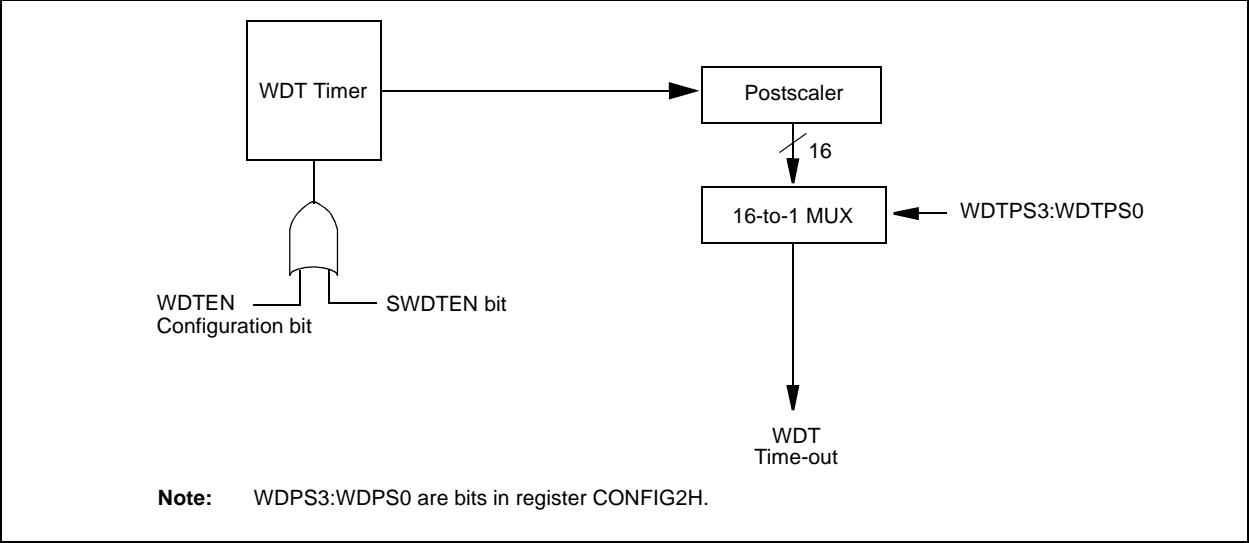 WDT Timer
Postscaler
16
16-to-1 MUX
WDTPS3:WDTPS0
WDTEN
Configuration bit
SWDTEN bit
WDT
Time-out
Note: WDPS3:WDPS0 are bits in register CONFIG2H.